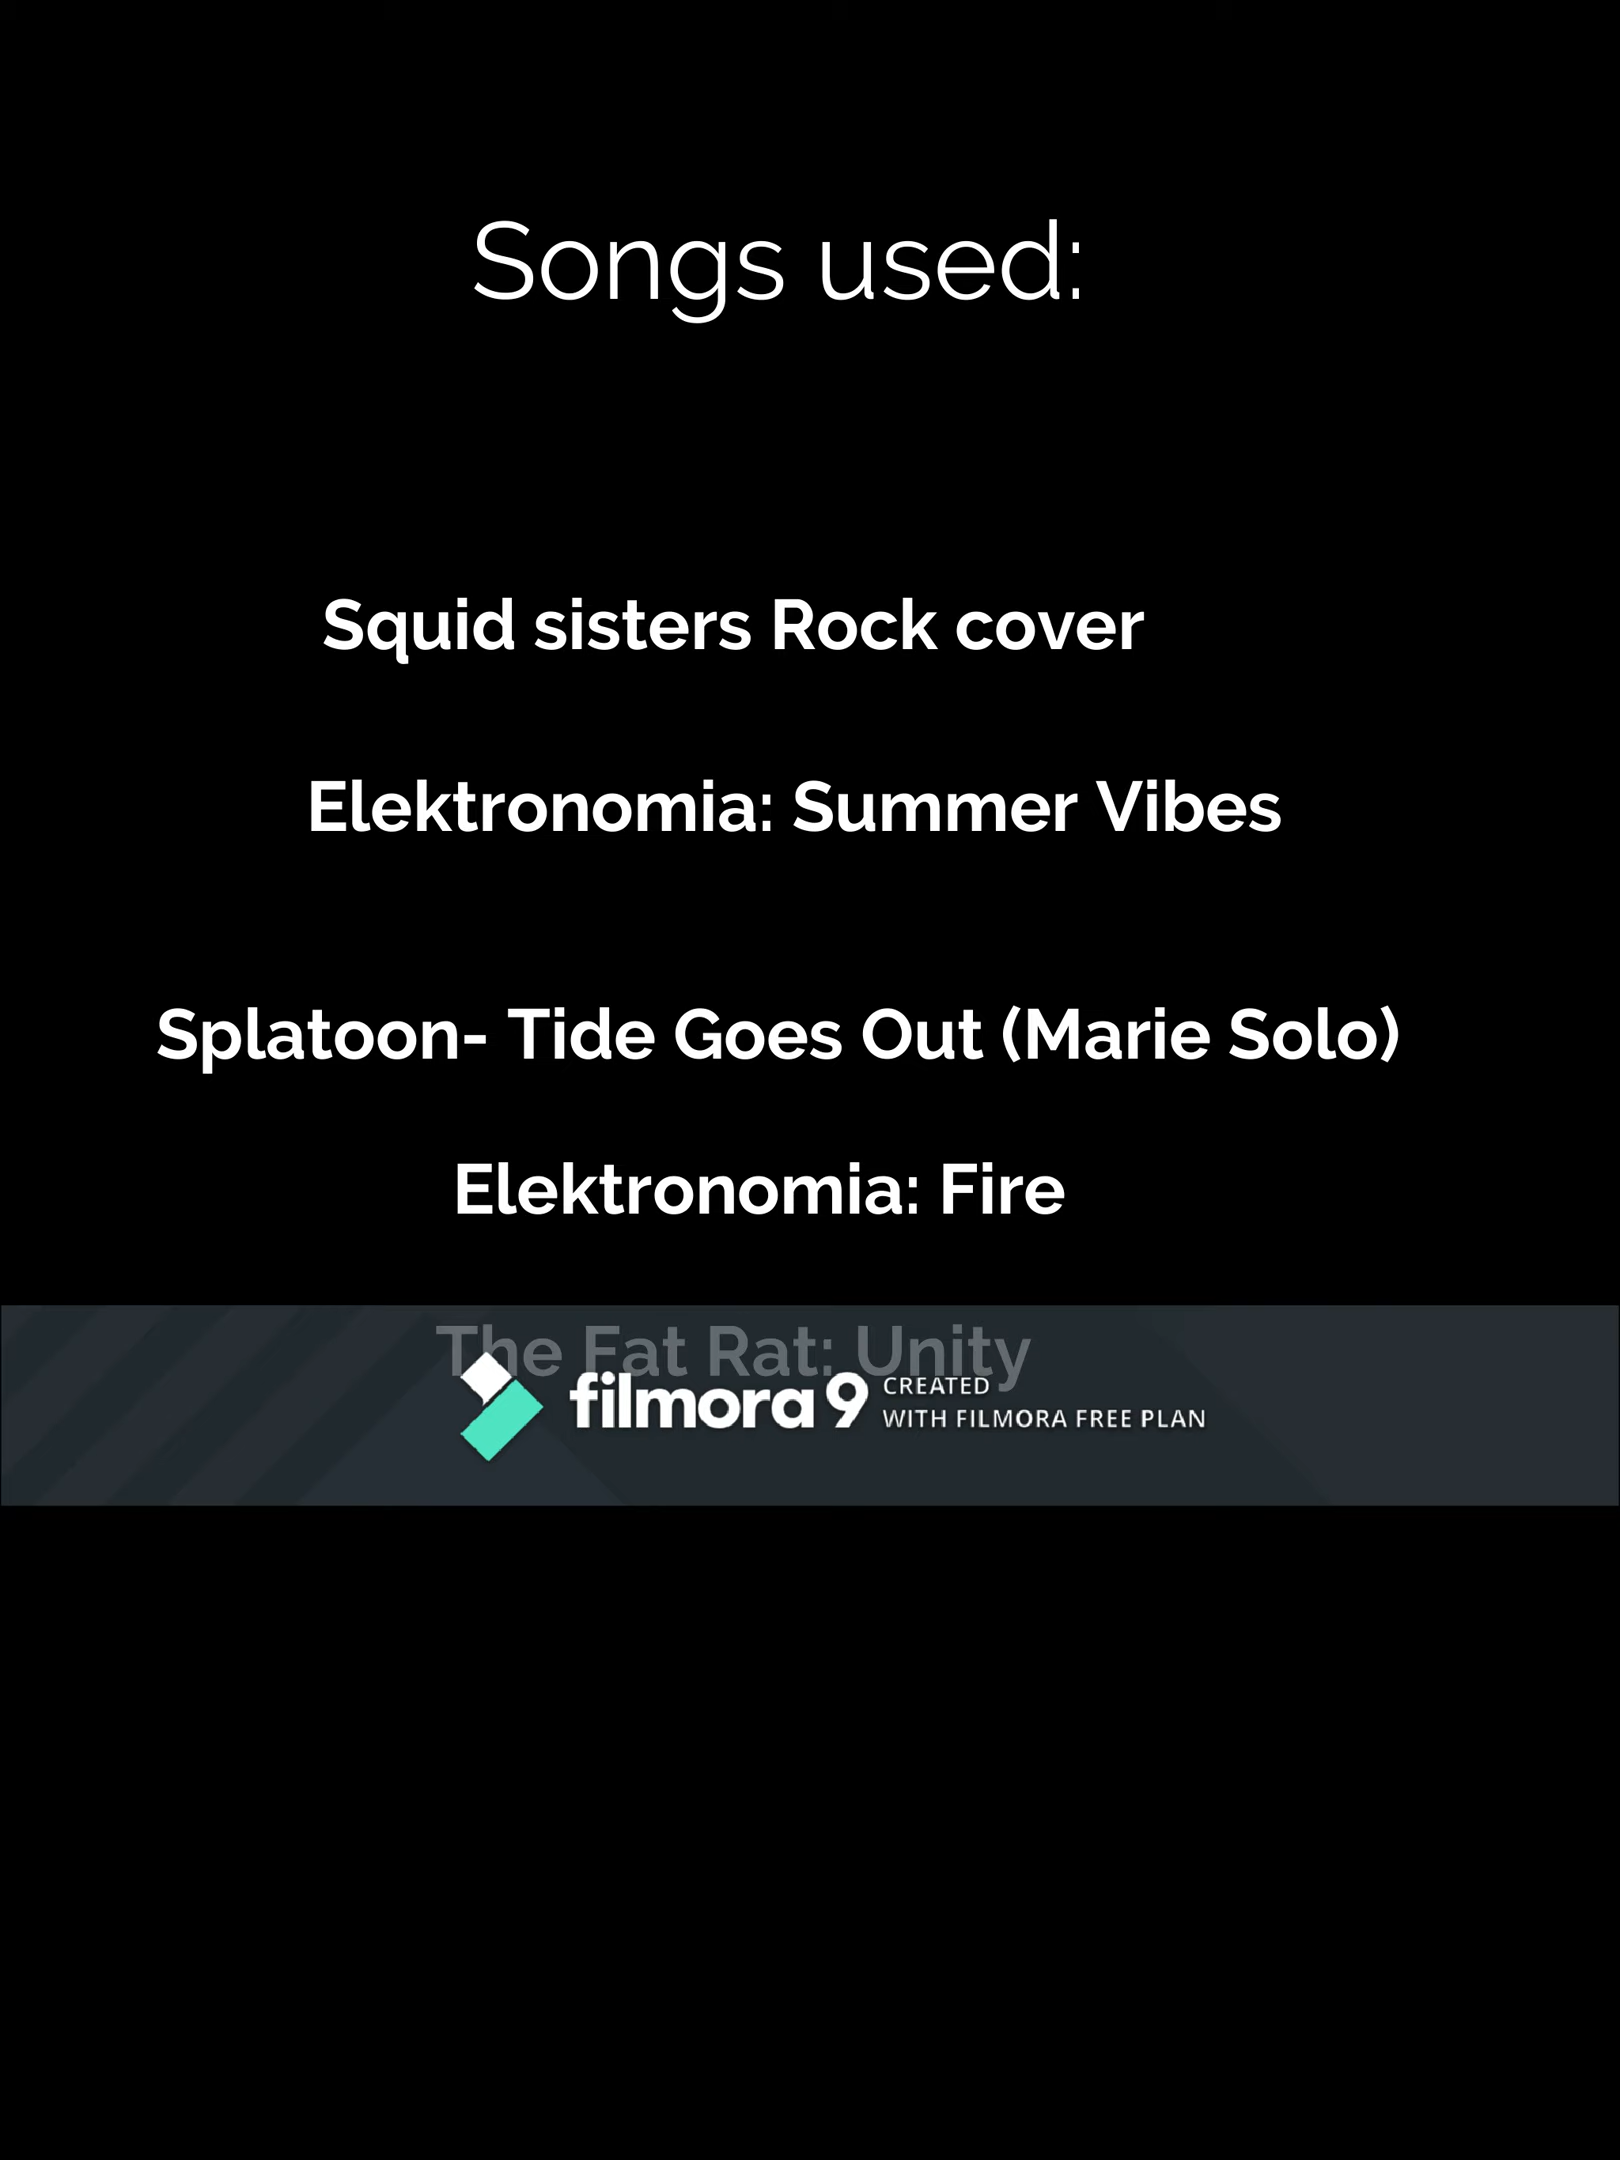 Songs used:
Squid sisters Rock cover
Elektronomia: Summer Vibes
Splatoon- Tide Goes Out (Marie Solo)
Elektronomia: Fire
The Fat Rat: Unity
filmora 9 CREATED
WITH FILMORA FREE PLAN